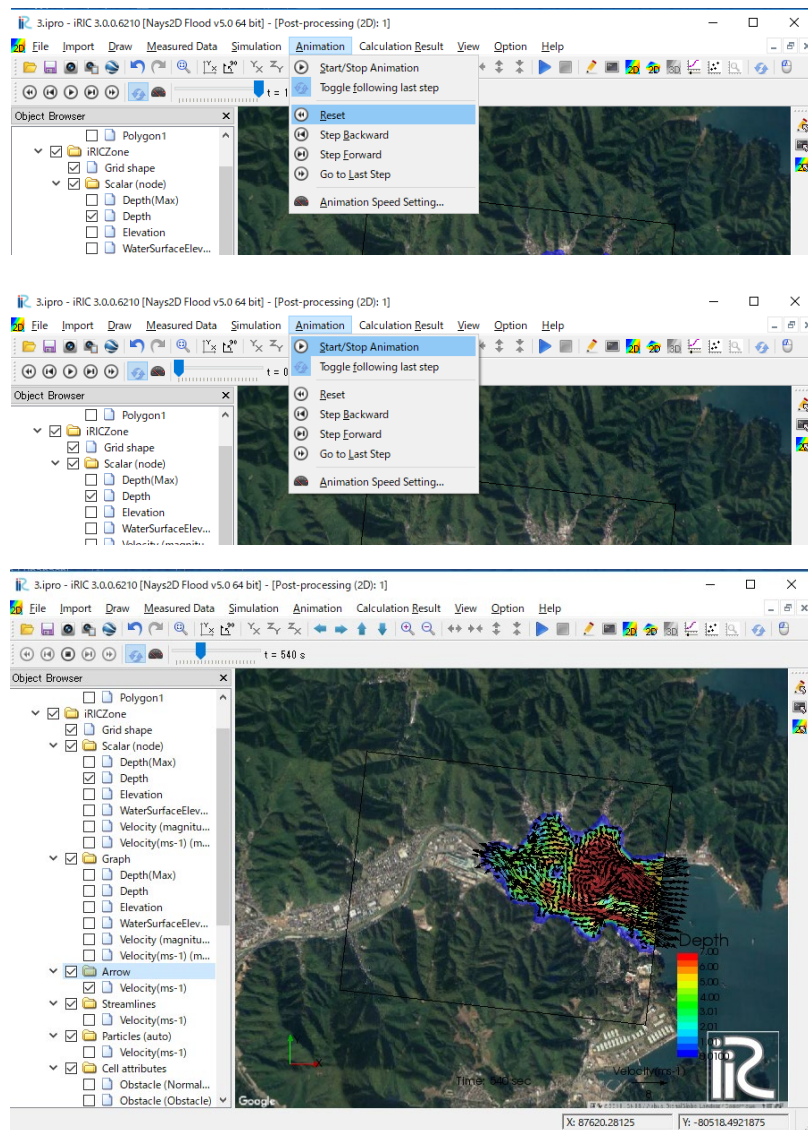 3.ipro - iRIC 3.0.0.6210 [Nays2D Flood v5.0 64 bit] - [Post-processing (2D): 1]
File Import Draw Measured Data Simulation Animation Calculation Result View Option Help
Start/Stop Animation
t = 1
Toggle following last step
Object Browser
Reset
Polygon1
Step Backward
iRICZone
Step Forward
Grid shape
Go to Last Step
Scalar (node)
Depth(Max)
Animation Speed Setting...
Depth
Elevation
WaterSurfaceElev...
3.ipro - iRIC 3.0.0.6210 [Nays2D Flood v5.0 64 bit] - [Post-processing (2D): 1]
File Import Draw Measured Data Simulation Animation Calculation Result View Option Help
Start/Stop Animation
t = 0
Toggle following last step
Object Browser
Reset
Polygon1
Step Backward
iRICZone
Step Forward
Grid shape
Go to Last Step
Scalar (node)
Depth(Max)
Animation Speed Setting...
Depth
Elevation
WaterSurfaceElev...
Velocity (magnitu...
3.ipro - iRIC 3.0.0.6210 [Nays2D Flood v5.0 64 bit] - [Post-processing (2D): 1]
File Import Draw Measured Data Simulation Animation Calculation Result View Option Help
t = 540 s
Object Browser
Polygon1
iRICZone
Grid shape
Scalar (node)
Depth(Max)
Depth
Elevation
WaterSurfaceElev...
Velocity (magnitu...
Velocity(ms-1) (m...
Graph
Depth(Max)
Depth
Elevation
WaterSurfaceElev...
Velocity (magnitu...
Velocity(ms-1) (m...
Arrow
Velocity(ms-1)
Streamlines
Velocity(ms-1)
Particles (auto)
Velocity(ms-1)
Cell attributes
Obstacle (Normal...
Obstacle (Obstacle)
Depth
7.00
6.00
5.00
4.00
3.01
2.01
1.01
0.0100
Velocity(ms-1)
Time: 540 sec
iRIC
Google
X: 87620.28125 Y: -80518.4921875